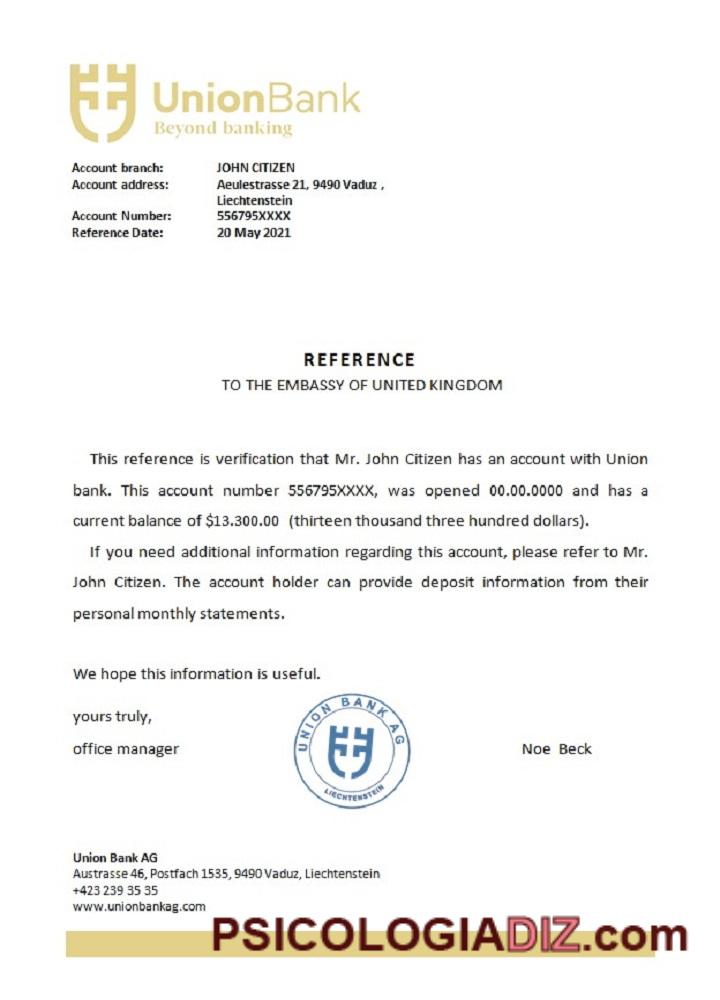 UnionBank
Beyond banking
Account branch: JOHN CITIZEN
Account address: Aeulestrasse 21, 9490 Vaduz ,
Liechtenstein
Account Number: 556795XXXX
Reference Date: 20 May 2021
REFERENCE
TO THE EMBASSY OF UNITED KINGDOM
This reference is verification that Mr. John Citizen has an account with Union
bank. This account number 556795XXXX, was opened 00.00.0000 and has a
current balance of $13.300.00 (thirteen thousand three hundred dollars).
If you need additional information regarding this account, please refer to Mr.
John Citizen. The account holder can provide deposit information from their
personal monthly statements.
We hope this information is useful.
yours truly,
office manager
UNION BANK AG
LIECHTENSTEIN
Noe Beck
Union Bank AG
Austrasse 46, Postfach 1535, 9490 Vaduz, Liechtenstein
+423 239 35 35
www.unionbankag.com
PSICOLOGIADIZ.com